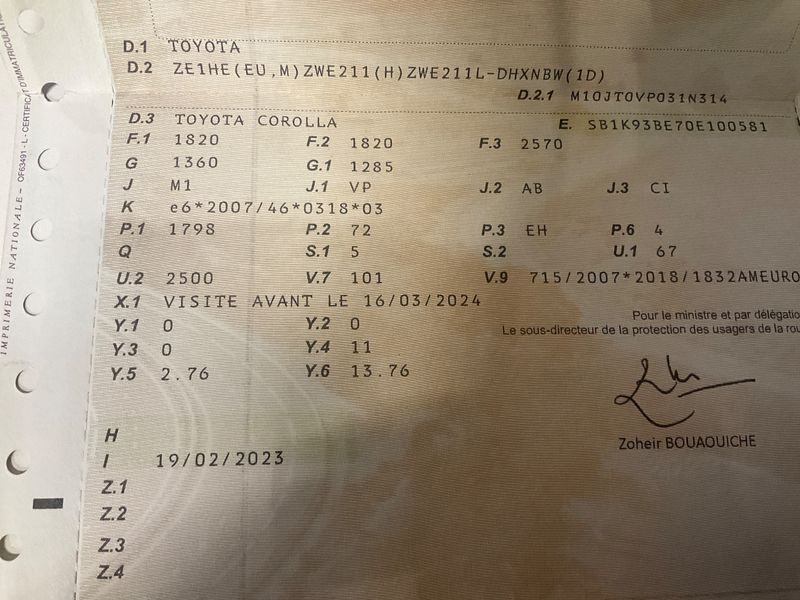 D.1 TOYOTA
D.2 ZE1HE(EU,M)ZWE211(H)ZWE211L-DHXNBW(1D)
D.2.1 M10JTOVP031N314
D.3 TOYOTA COROLLA E. SB1K93BE70E100581
F.1 1820 F.2 1820 F.3 2570
G 1360 G.1 1285
J M1 J.1 VP J.2 AB J.3 CI
K e6*2007/46*0318*03
P.1 1798 P.2 72 P.3 EH P.6 4
Q S.1 5 S.2 U.1 67
U.2 2500 V.7 101 V.9 715/2007*2018/1832AMEURO
X.1 VISITE AVANT LE 16/03/2024
Y.1 0 Y.2 0
Y.3 0 Y.4 11
Y.5 2.76 Y.6 13.76
Pour le ministre et par délégatio
Le sous-directeur de la protection des usagers de la rou
Zoheir BOUAOUICHE
H
I 19/02/2023
Z.1
Z.2
Z.3
Z.4
IMPRIMERIE NATIONALE - OF63491 - L - CERTIFICAT D'IMMATRICULA